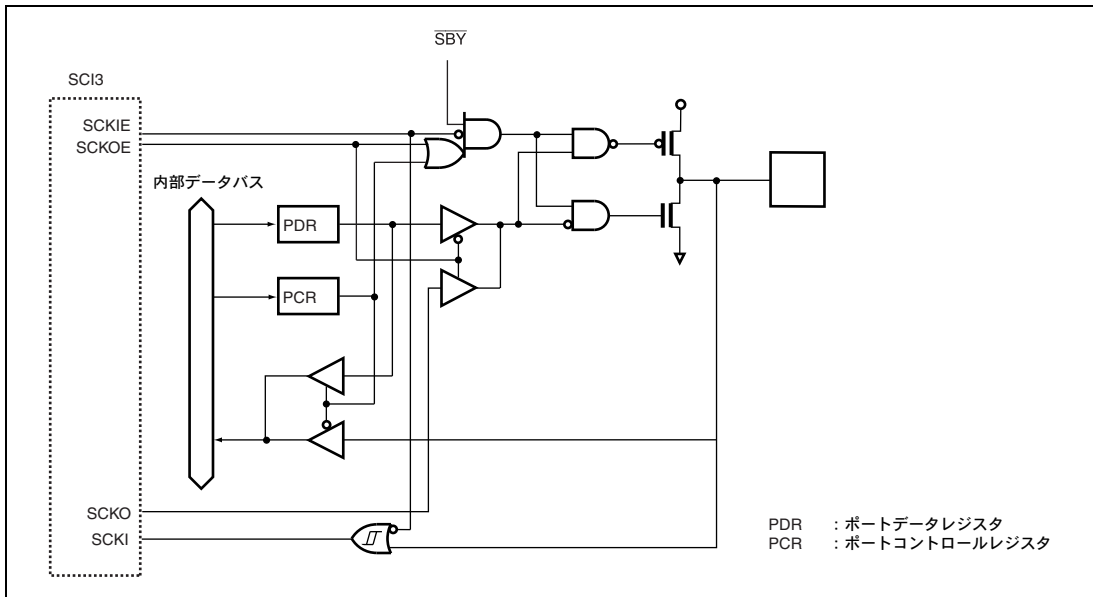 SBY
SCI3
SCKIE
SCKOE
内部データバス
PDR
PCR
SCKO
SCKI
PDR :ポートデータレジスタ
PCR :ポートコントロールレジスタ